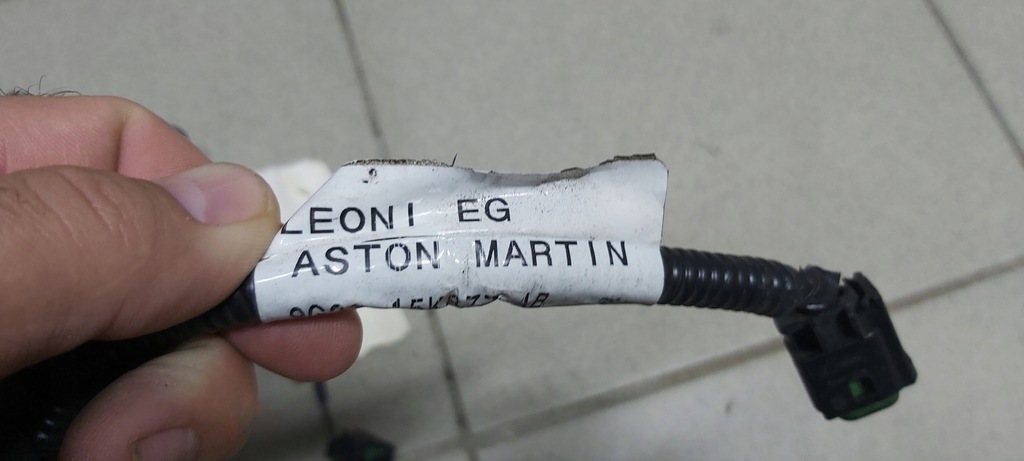 LEONI EG
ASTON MARTIN